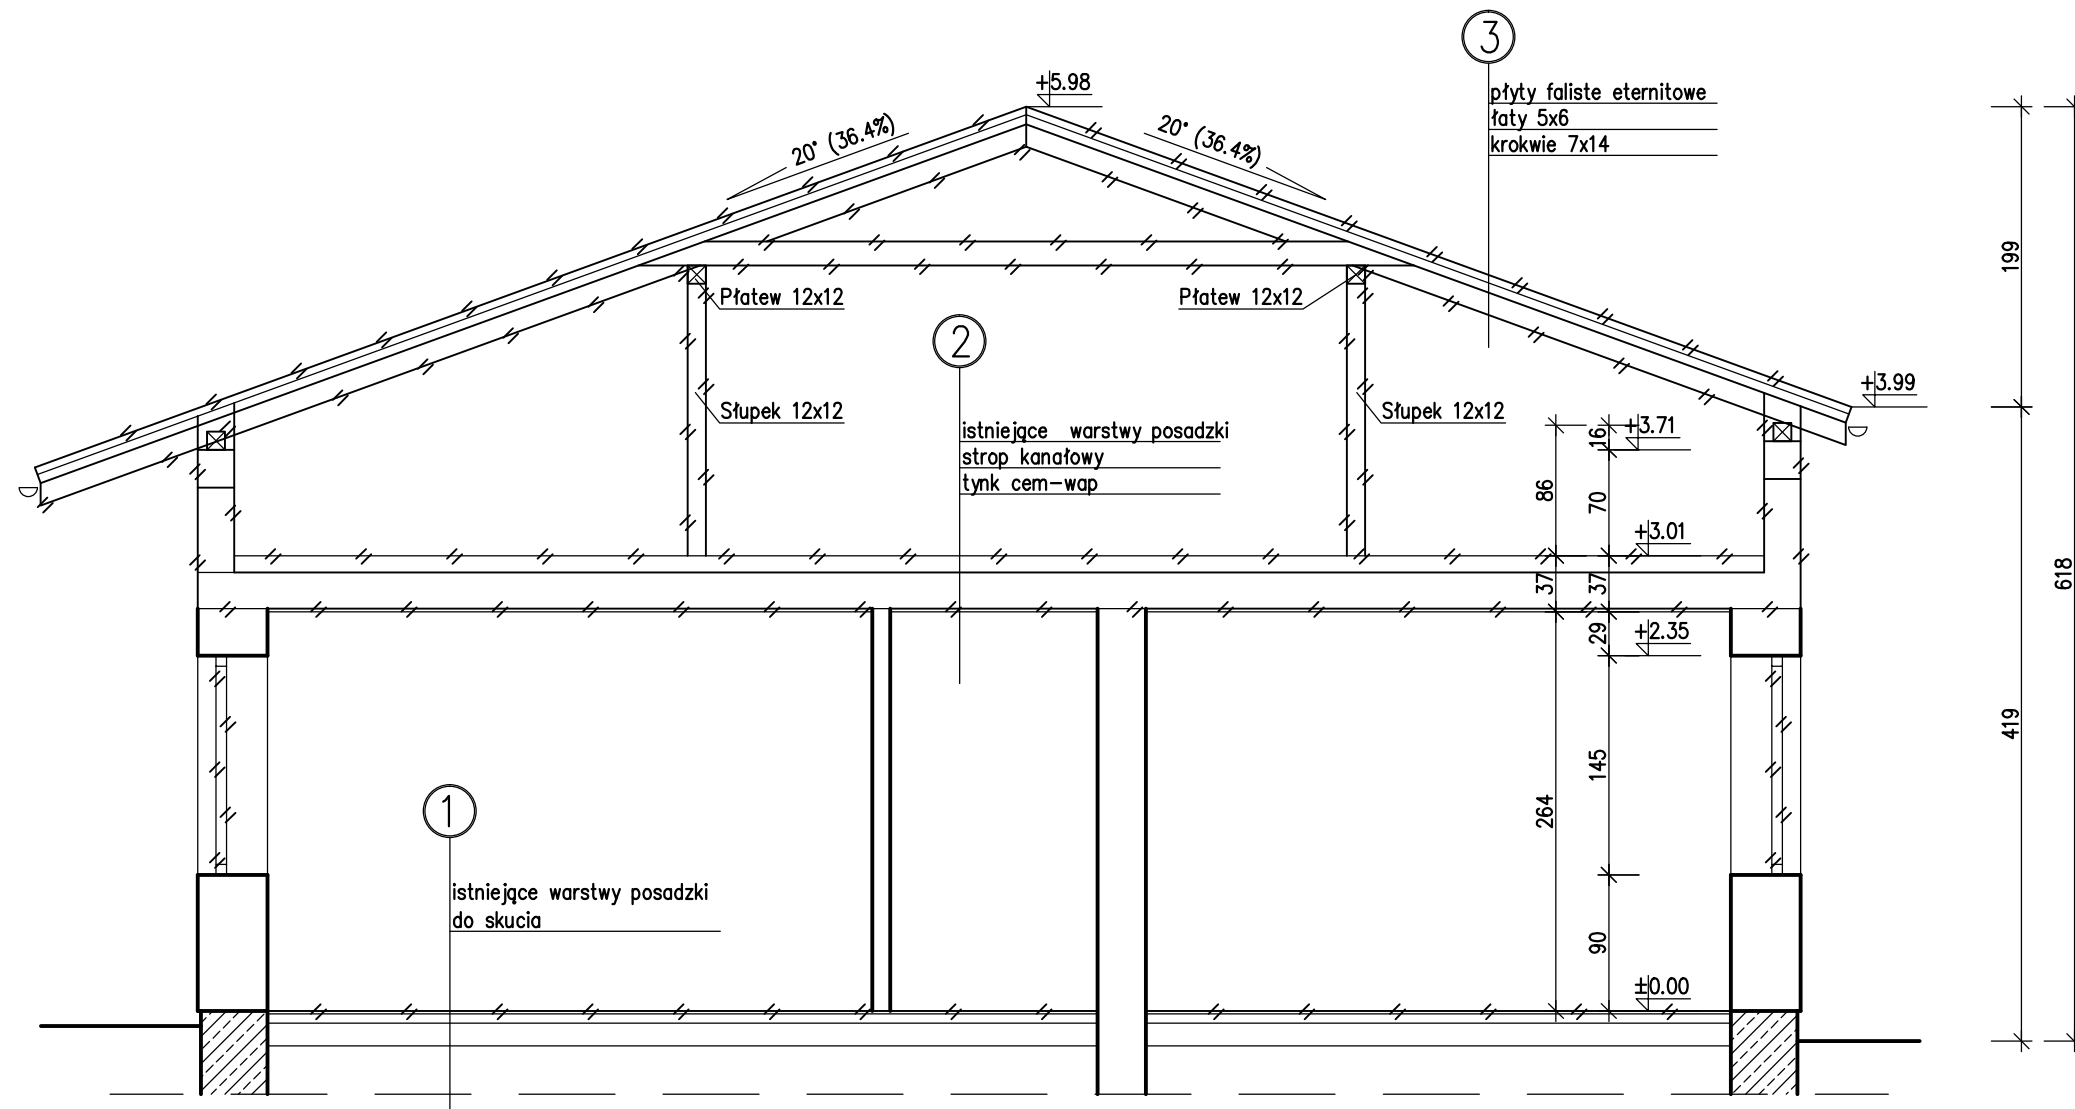 3
+5.98
płyty faliste eternitowe
łaty 5x6
krokwie 7x14
20° (36.4%)
20° (36.4%)
199
Płatew 12x12
Płatew 12x12
2
+3.99
Słupek 12x12
Słupek 12x12
istniejące warstwy posadzki
strop kanałowy
tynk cem-wap
16
+3.71
86
70
+3.01
37
37
618
29
+2.35
419
145
264
1
istniejące warstwy posadzki
do skucia
90
±0.00